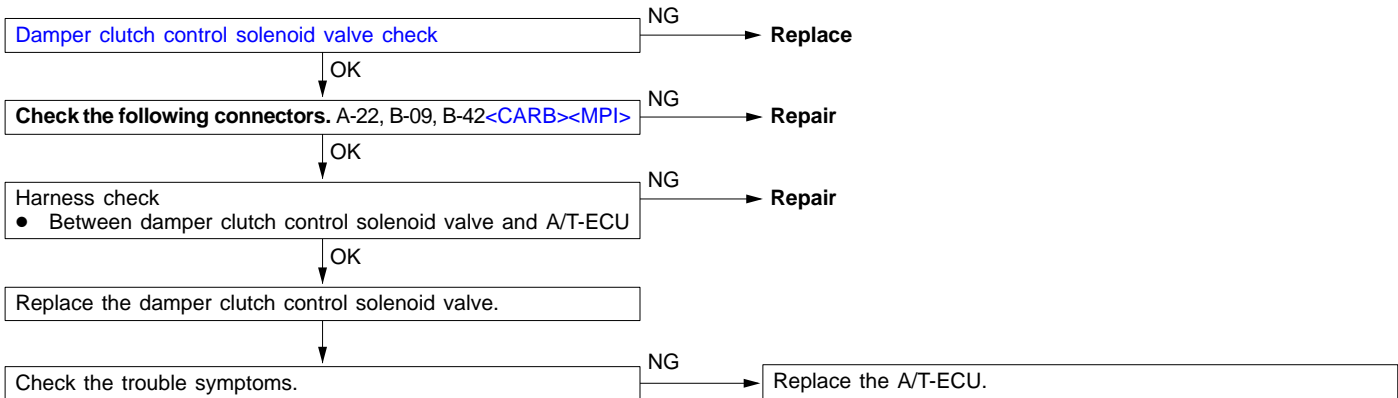 NG
Damper clutch control solenoid valve check
Replace
OK
NG
Check the following connectors. A-22, B-09, B-42<CARB><MPI>
Repair
OK
NG
Harness check
Repair
● Between damper clutch control solenoid valve and A/T-ECU
OK
Replace the damper clutch control solenoid valve.
NG
Check the trouble symptoms.
Replace the A/T-ECU.